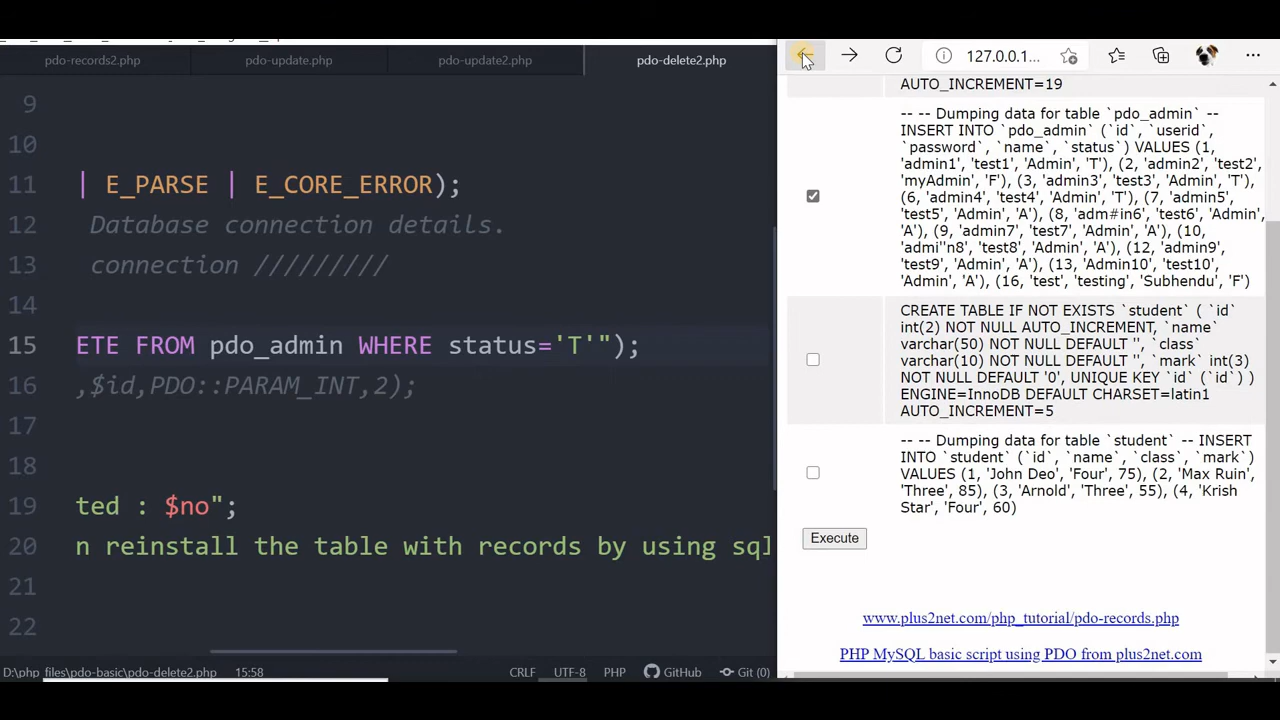 pdo-records2.php
pdo-update.php
pdo-update2.php
pdo-delete2.php
9
10
11 | E_PARSE | E_CORE_ERROR);
12 Database connection details.
13 connection /////////
14
15 ETE FROM pdo_admin WHERE status='T'");
16 ,$id,PDO::PARAM_INT,2);
17
18
19 ted : $no";
20 n reinstall the table with records by using sql
21
22
D:\php_files\pdo-basic\pdo-delete2.php 15:58 CRLF UTF-8 PHP GitHub Git (0)
127.0.0.1...
AUTO_INCREMENT=19
-- -- Dumping data for table `pdo_admin` --
INSERT INTO `pdo_admin` (`id`, `userid`,
`password`, `name`, `status`) VALUES (1,
'admin1', 'test1', 'Admin', 'T'), (2, 'admin2', 'test2',
'myAdmin', 'F'), (3, 'admin3', 'test3', 'Admin', 'T'),
(6, 'admin4', 'test4', 'Admin', 'T'), (7, 'admin5',
'test5', 'Admin', 'A'), (8, 'adm#in6', 'test6', 'Admin',
'A'), (9, 'admin7', 'test7', 'Admin', 'A'), (10,
'admi"n8', 'test8', 'Admin', 'A'), (12, 'admin9',
'test9', 'Admin', 'A'), (13, 'Admin10', 'test10',
'Admin', 'A'), (16, 'test', 'testing', 'Subhendu', 'F')
CREATE TABLE IF NOT EXISTS `student` ( `id`
int(2) NOT NULL AUTO_INCREMENT, `name`
varchar(50) NOT NULL DEFAULT '', `class`
varchar(10) NOT NULL DEFAULT '', `mark` int(3)
NOT NULL DEFAULT '0', UNIQUE KEY `id` (`id`) )
ENGINE=InnoDB DEFAULT CHARSET=latin1
AUTO_INCREMENT=5
-- -- Dumping data for table `student` -- INSERT
INTO `student` (`id`, `name`, `class`, `mark`)
VALUES (1, 'John Deo', 'Four', 75), (2, 'Max Ruin',
'Three', 85), (3, 'Arnold', 'Three', 55), (4, 'Krish
Star', 'Four', 60)
Execute
www.plus2net.com/php_tutorial/pdo-records.php
PHP MySQL basic script using PDO from plus2net.com